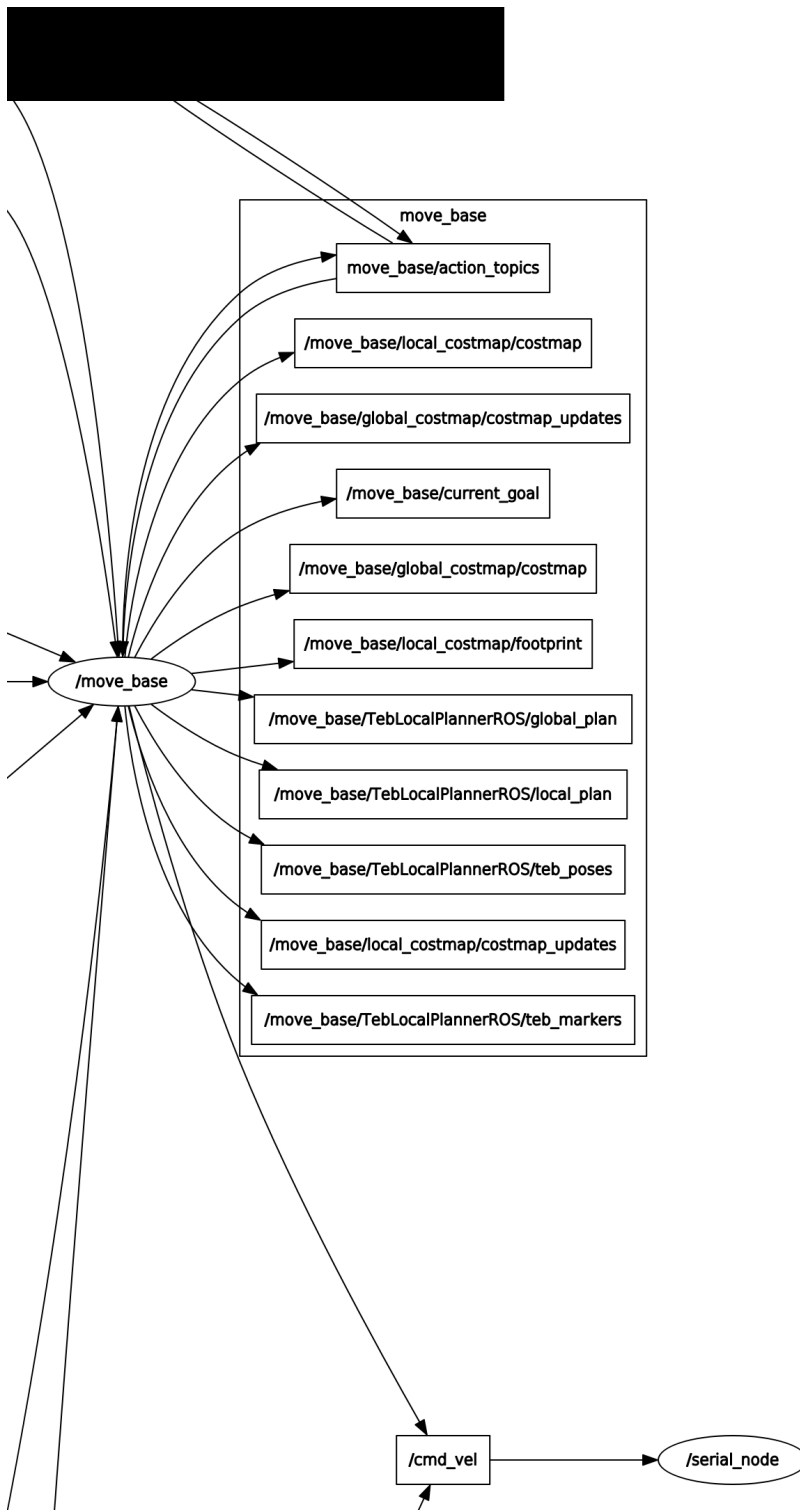 move_base
move_base/action_topics
/move_base/local_costmap/costmap
/move_base/global_costmap/costmap_updates
/move_base/current_goal
/move_base/global_costmap/costmap
/move_base/local_costmap/footprint
/move_base
/move_base/TebLocalPlannerROS/global_plan
/move_base/TebLocalPlannerROS/local_plan
/move_base/TebLocalPlannerROS/teb_poses
/move_base/local_costmap/costmap_updates
/move_base/TebLocalPlannerROS/teb_markers
/cmd_vel
/serial_node